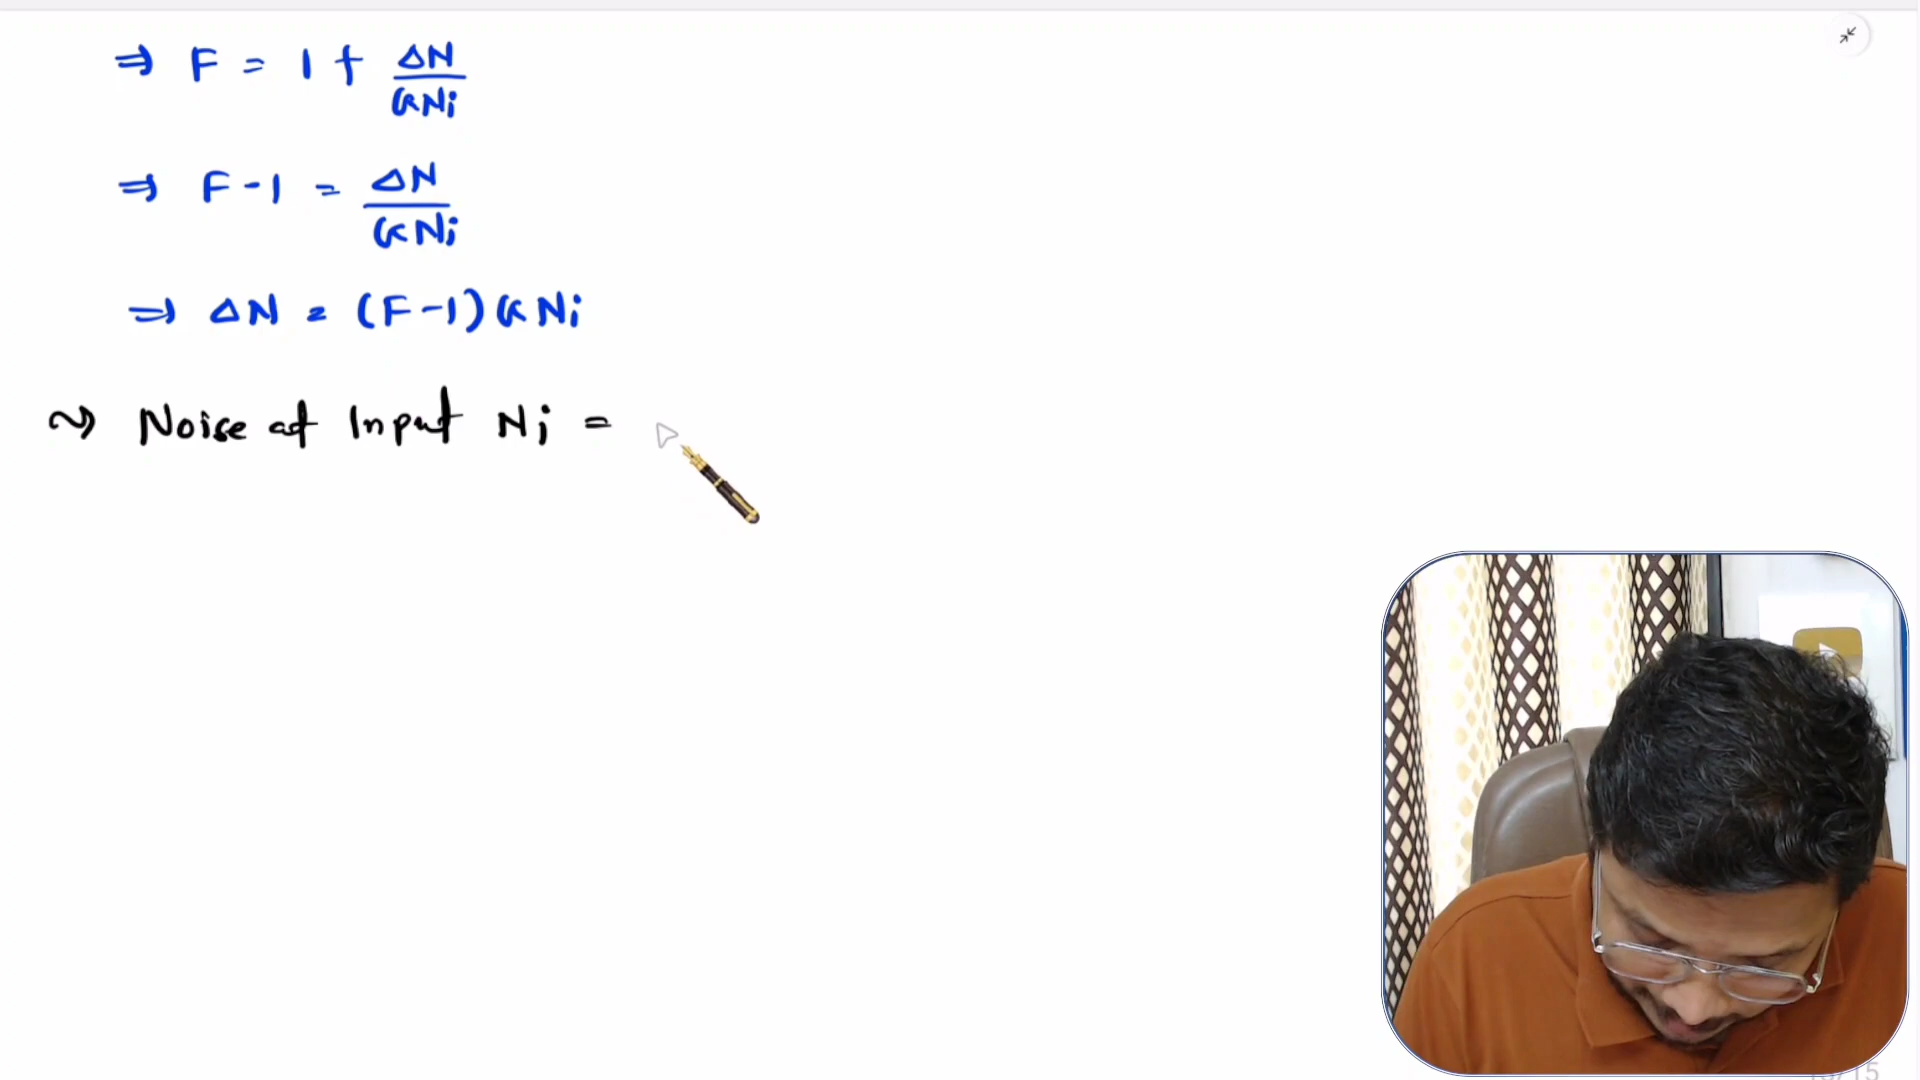 ⇒ F = 1 + ΔN/GNi
⇒ F-1 = ΔN/GNi
⇒ ΔN = (F-1)GNi
Noise at Input Ni =